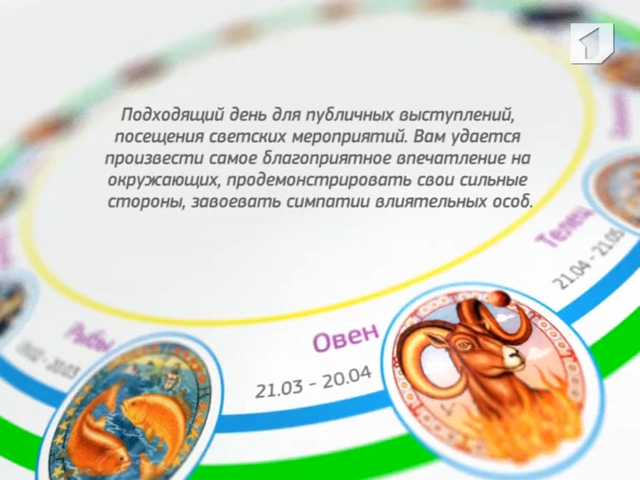 Подходящий день для публичных выступлений,
посещения светских мероприятий. Вам удается
произвести самое благоприятное впечатление на
окружающих, продемонстрировать свои сильные
стороны, завоевать симпатии влиятельных особ.
Телец
21.04 - 21.05
Овен
21.03 - 20.04
Рыбы
1